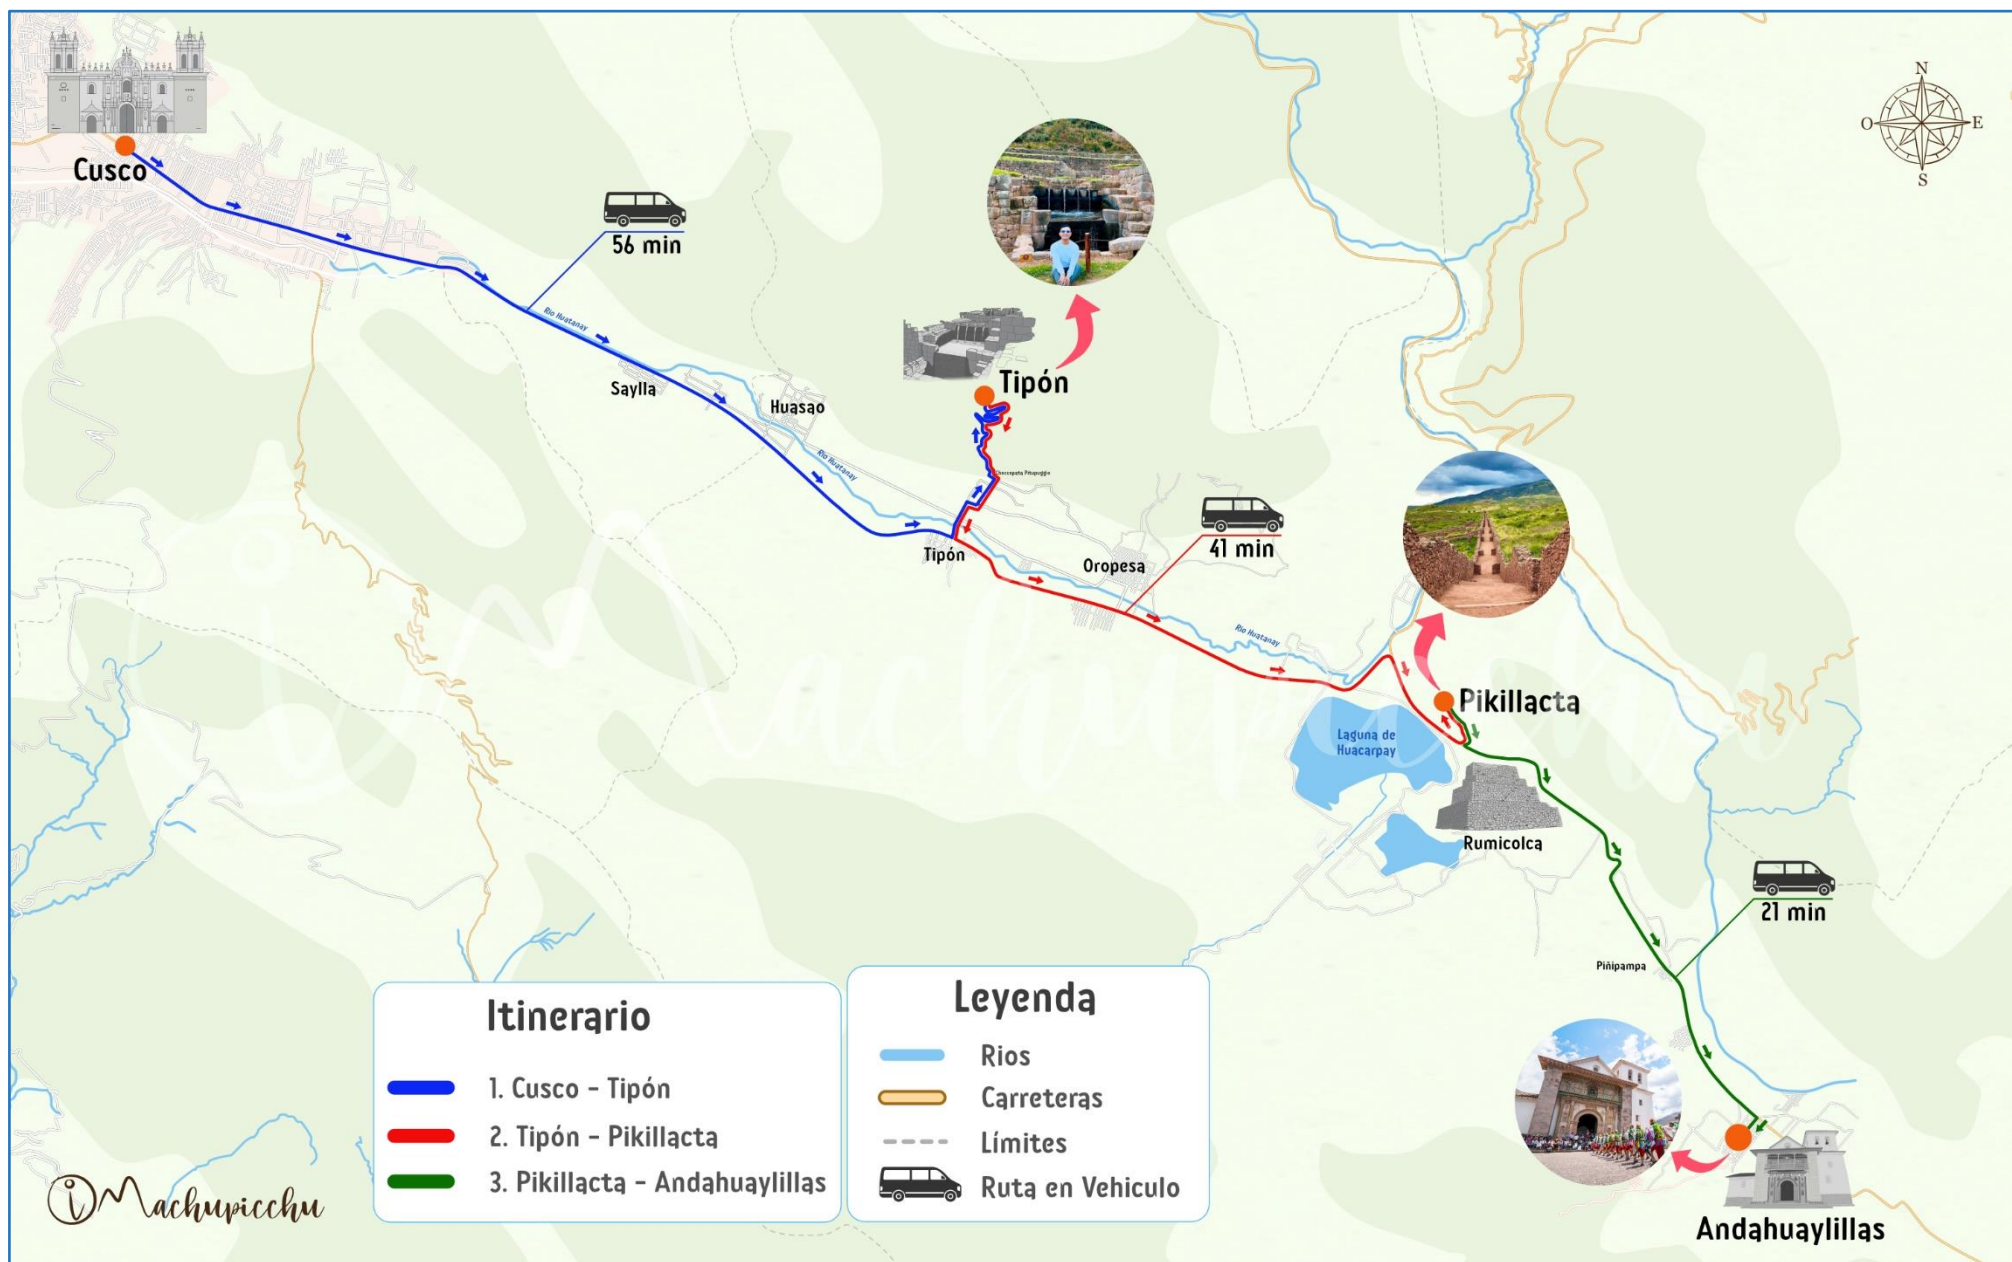 N
O
E
S
Cusco
56 min
Río Huatanay
Saylla
Huasao
Río Huatanay
Tipón
Tipón
41 min
Oropesa
Río Huatanay
Pikillacta
Laguna de
Huacarpay
Rumicolca
21 min
Piñipampa
Andahuaylillas
Itinerario
1. Cusco - Tipón
2. Tipón - Pikillacta
3. Pikillacta - Andahuaylillas
Leyenda
Rios
Carreteras
Límites
Ruta en Vehiculo
iMachupicchu
iMachupicchu